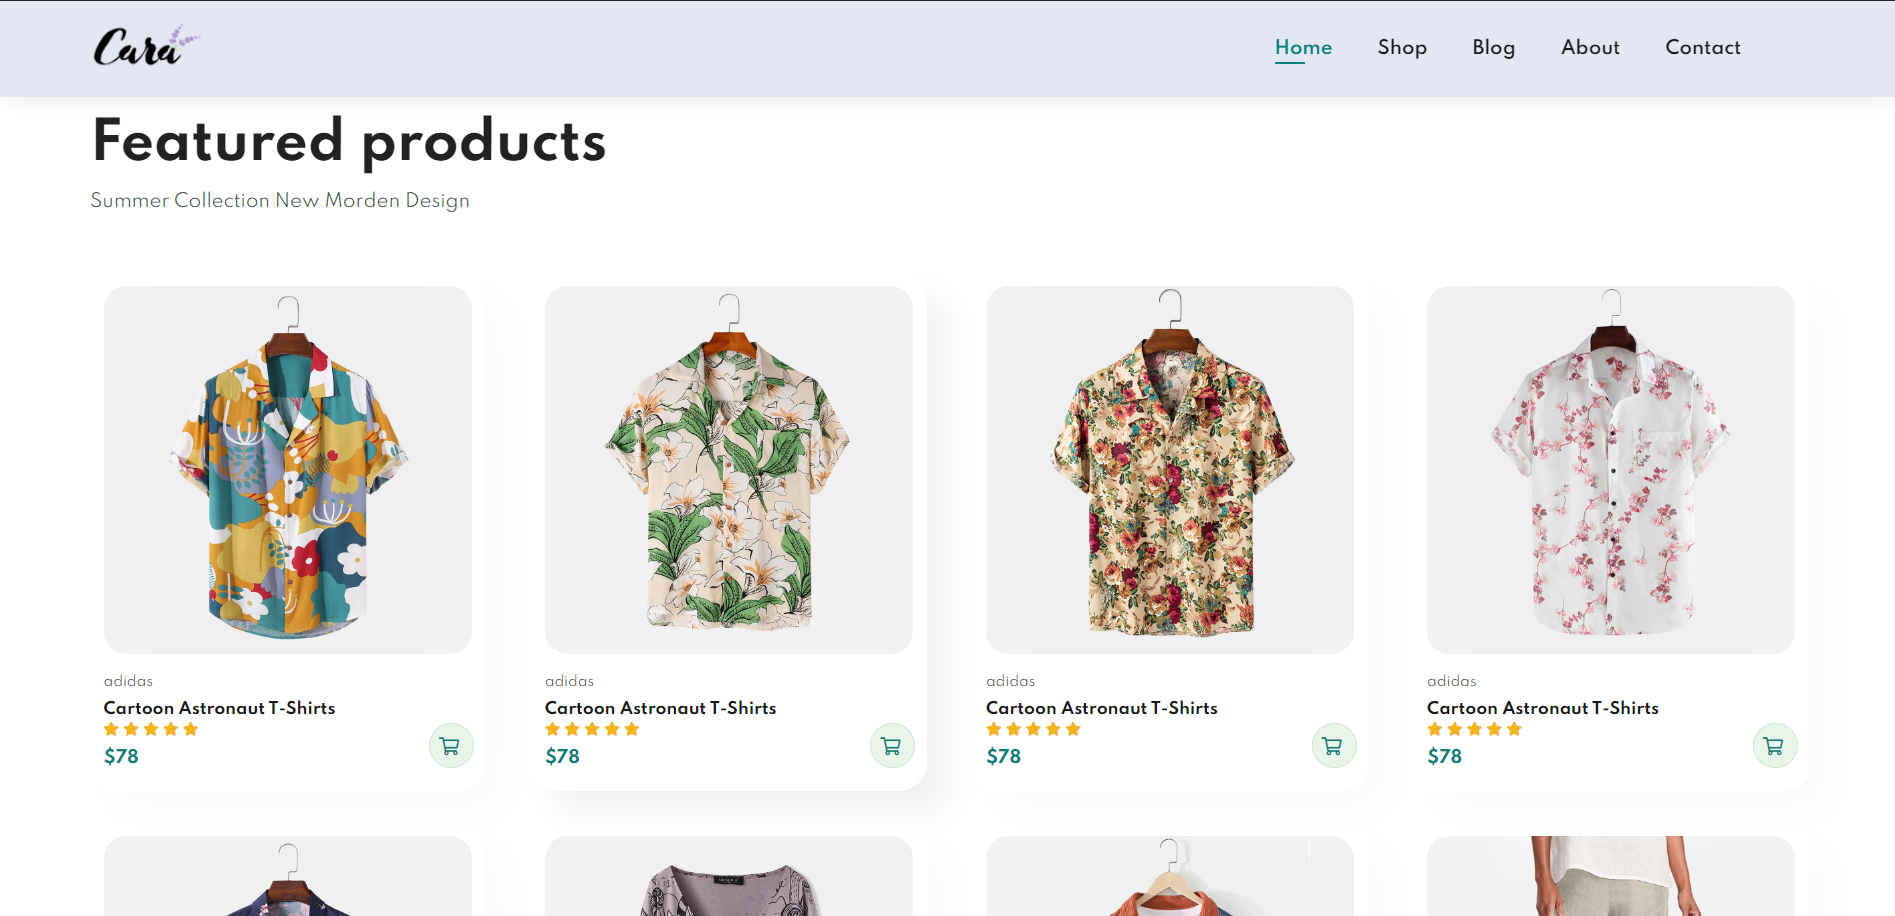 Cara
Home Shop Blog About Contact
Featured products
Summer Collection New Morden Design
adidas
Cartoon Astronaut T-Shirts
$78
adidas
Cartoon Astronaut T-Shirts
$78
adidas
Cartoon Astronaut T-Shirts
$78
adidas
Cartoon Astronaut T-Shirts
$78